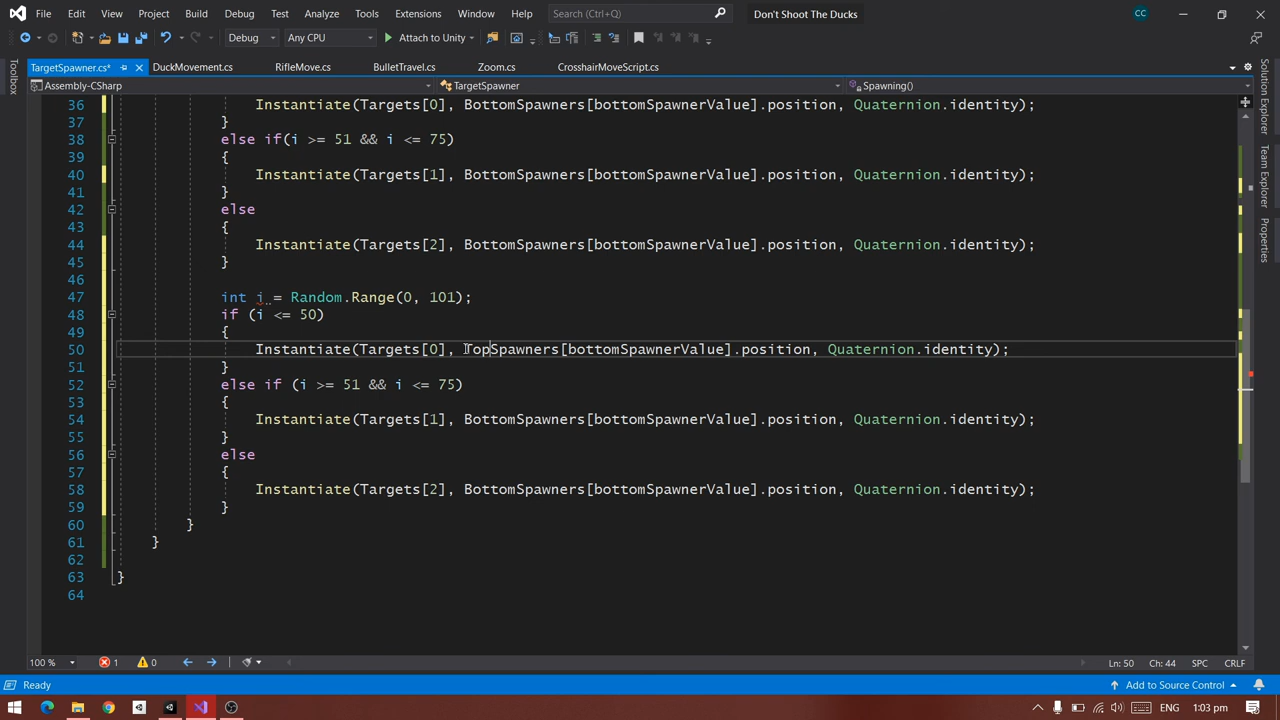 File Edit View Project Build Debug Test Analyze Tools Extensions Window Help Search (Ctrl+Q) Don't Shoot The Ducks CC
Debug Any CPU Attach to Unity
TargetSpawner.cs* DuckMovement.cs RifleMove.cs BulletTravel.cs Zoom.cs CrosshairMoveScript.cs
Assembly-CSharp TargetSpawner Spawning()
Toolbox
Solution Explorer
Team Explorer
Properties
36 Instantiate(Targets[0], BottomSpawners[bottomSpawnerValue].position, Quaternion.identity);
37 }
38 else if(i >= 51 && i <= 75)
39 {
40 Instantiate(Targets[1], BottomSpawners[bottomSpawnerValue].position, Quaternion.identity);
41 }
42 else
43 {
44 Instantiate(Targets[2], BottomSpawners[bottomSpawnerValue].position, Quaternion.identity);
45 }
46
47 int i = Random.Range(0, 101);
48 if (i <= 50)
49 {
50 Instantiate(Targets[0], TopSpawners[bottomSpawnerValue].position, Quaternion.identity);
51 }
52 else if (i >= 51 && i <= 75)
53 {
54 Instantiate(Targets[1], BottomSpawners[bottomSpawnerValue].position, Quaternion.identity);
55 }
56 else
57 {
58 Instantiate(Targets[2], BottomSpawners[bottomSpawnerValue].position, Quaternion.identity);
59 }
60 }
61 }
62
63 }
64
100 % 1 0 Ln: 50 Ch: 44 SPC CRLF
Ready Add to Source Control
ENG 1:03 pm